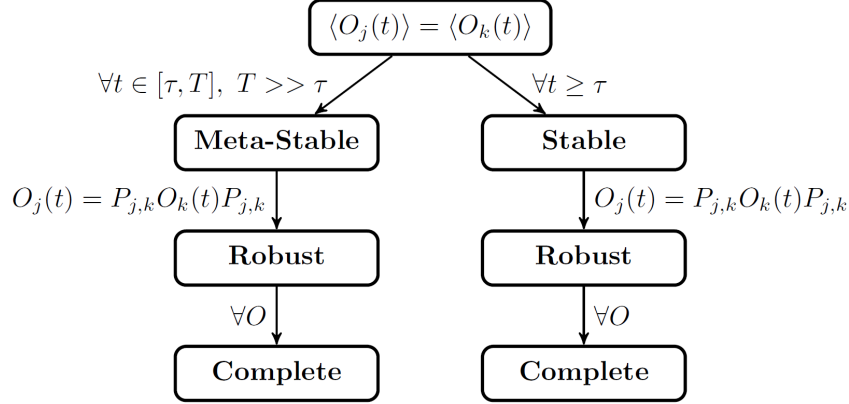 ⟨O_j(t)⟩ = ⟨O_k(t)⟩
∀t ∈ [τ, T], T >> τ
∀t ≥ τ
Meta-Stable
Stable
O_j(t) = P_{j,k}O_k(t)P_{j,k}
O_j(t) = P_{j,k}O_k(t)P_{j,k}
Robust
Robust
∀O
∀O
Complete
Complete